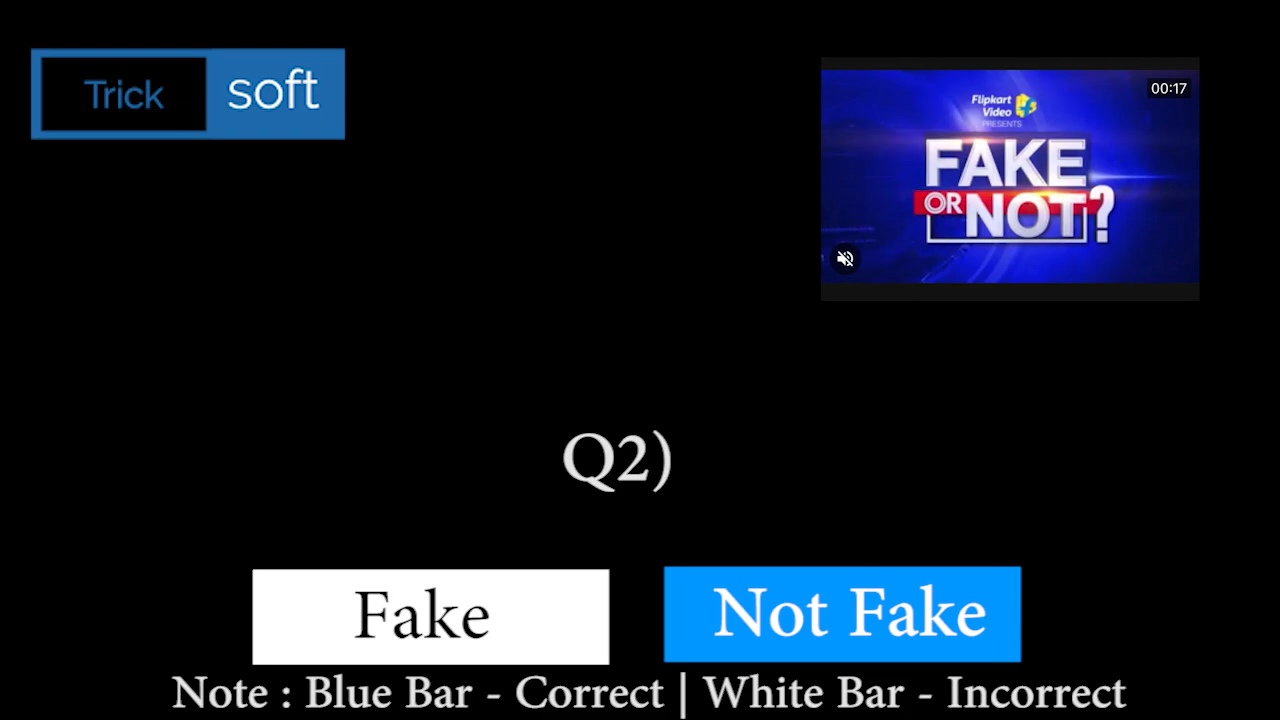 Trick soft
00:17
Flipkart
Video
PRESENTS
FAKE
OR NOT?
Q2)
Fake Not Fake
Note : Blue Bar - Correct | White Bar - Incorrect